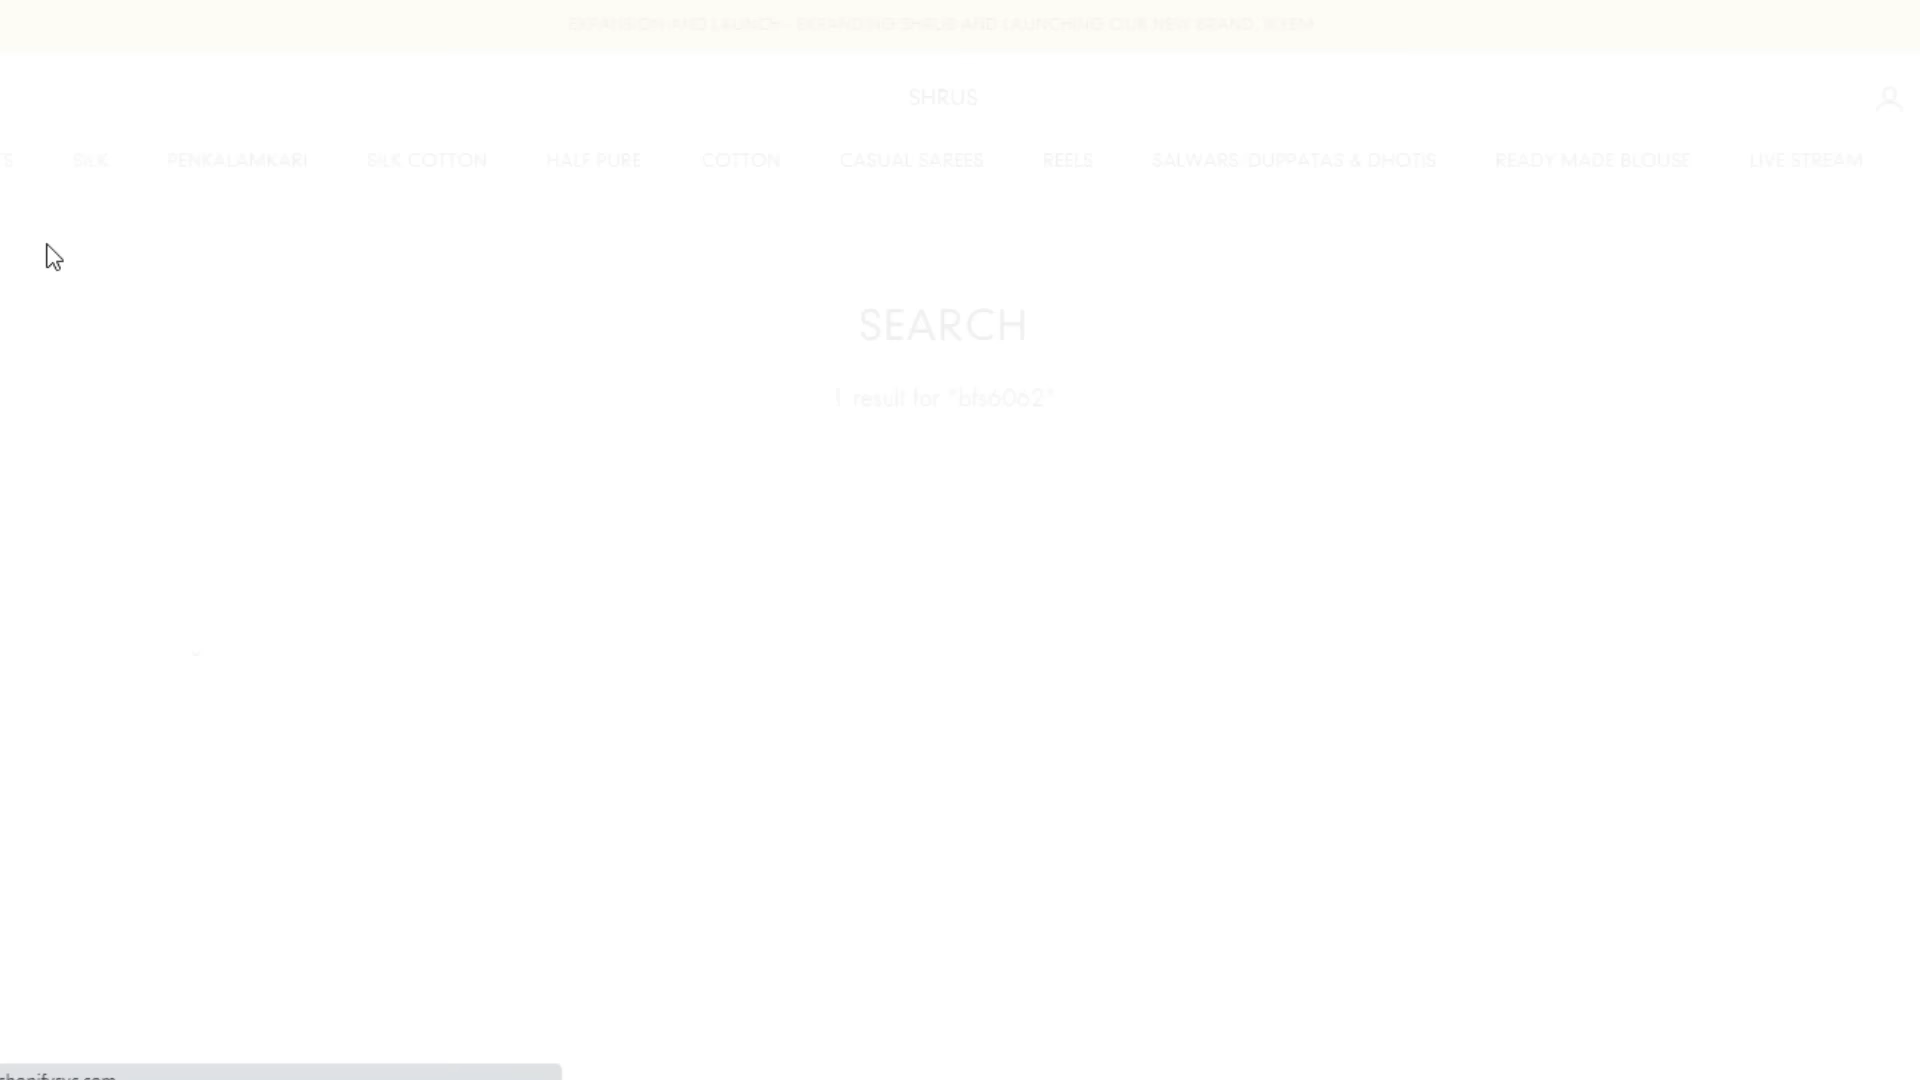 EXPANSION AND LAUNCH - EXPANDING SHRUS AND LAUNCHING OUR NEW BRAND,
SHRUS
SILK PENKALAMKARI SILK COTTON HALF PURE COTTON CASUAL SAREES REELS SALWARS DUPPATAS & DHOTIS READY MADE BLOUSE LIVE STREAM
SEARCH
1 result for "bfs6062"